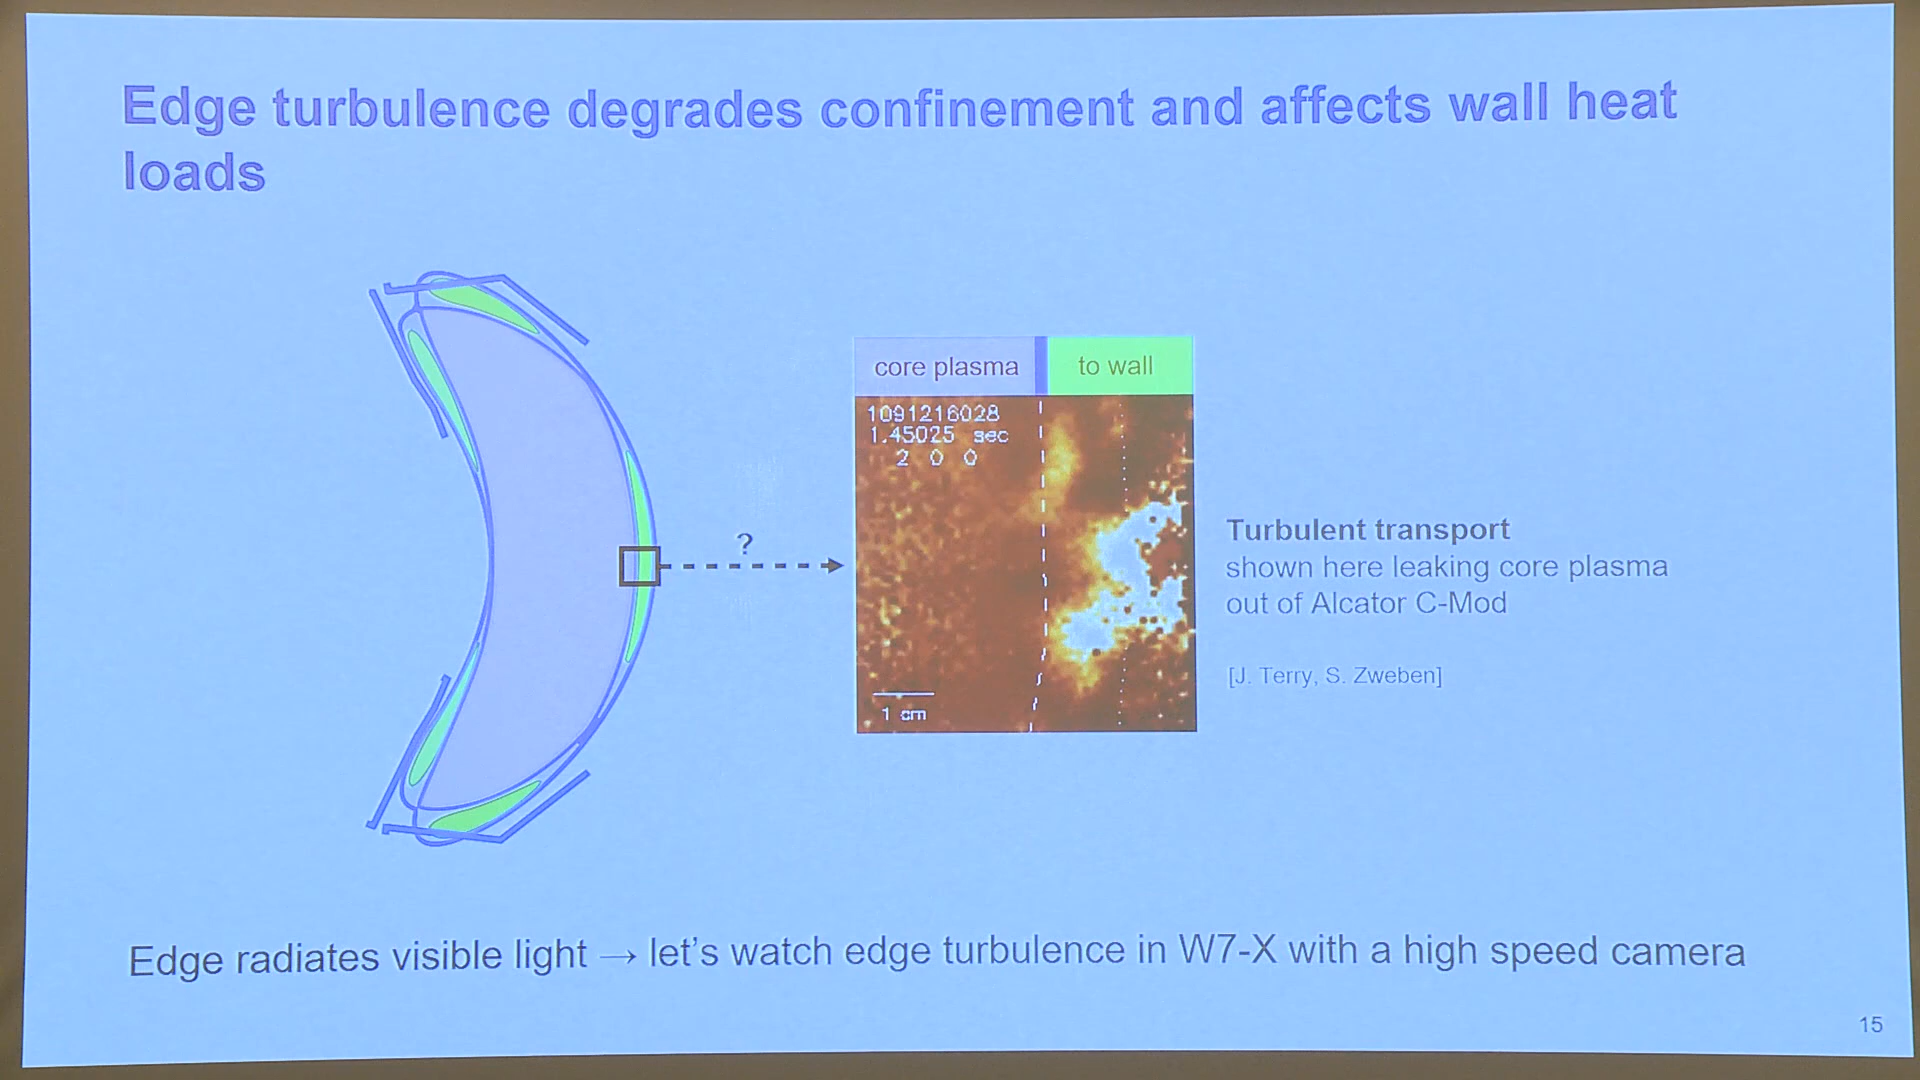 Edge turbulence degrades confinement and affects wall heat
loads
core plasma
to wall
1091216028
1.45025 sec
2 0 0
1 cm
?
Turbulent transport
shown here leaking core plasma
out of Alcator C-Mod
[J. Terry, S. Zweben]
Edge radiates visible light → let's watch edge turbulence in W7-X with a high speed camera
15